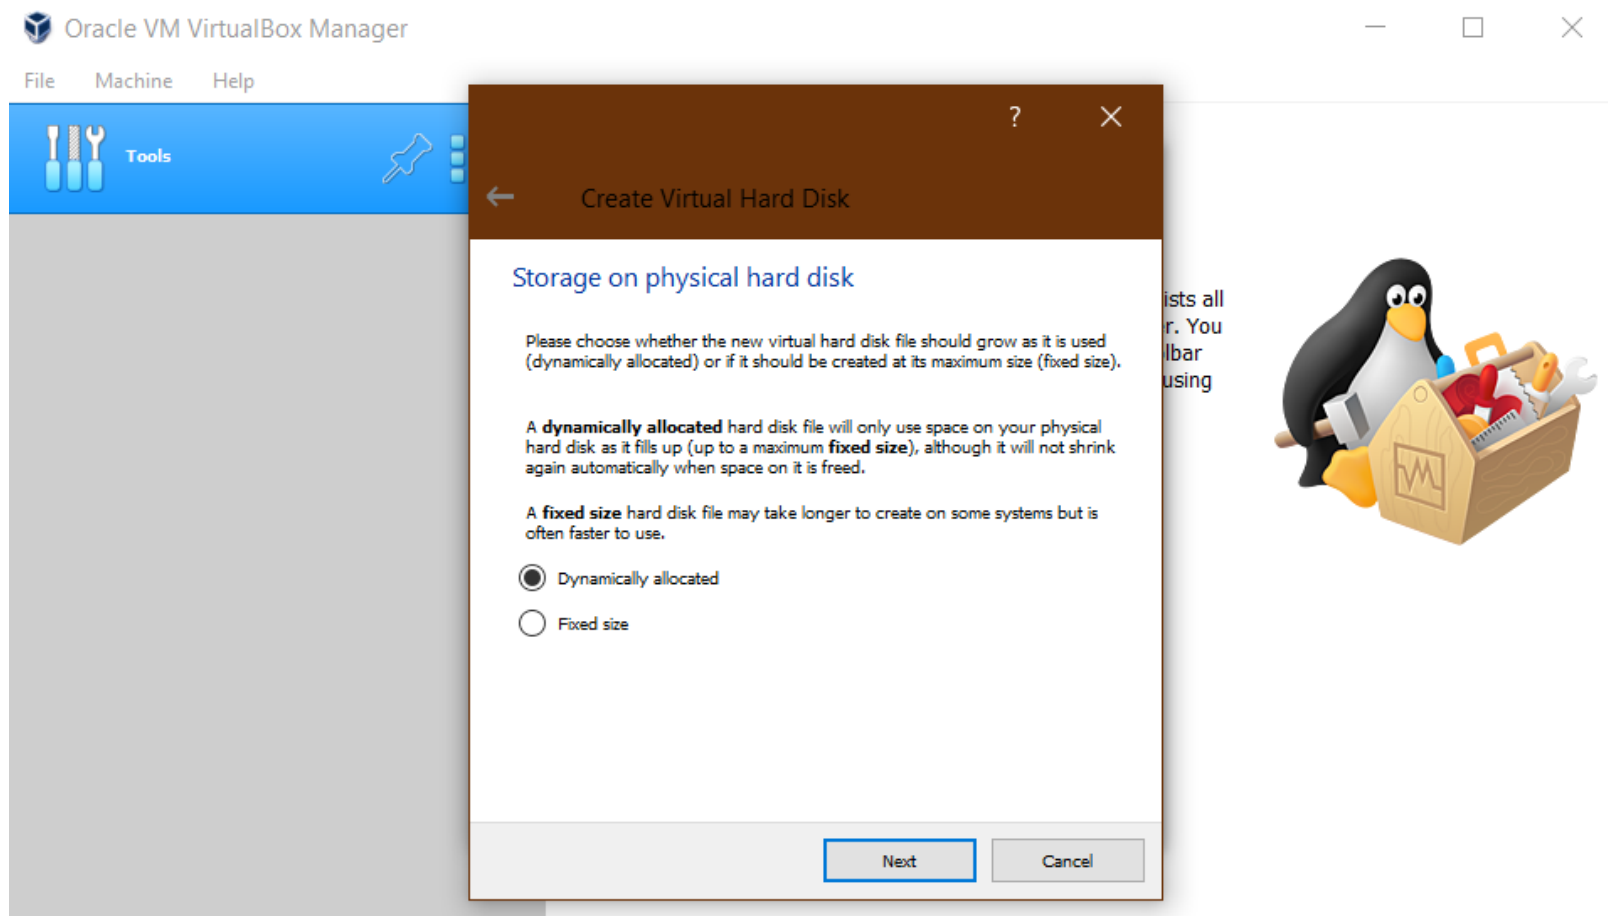 Oracle VM VirtualBox Manager
File Machine Help
Tools
?
Create Virtual Hard Disk
Storage on physical hard disk
Please choose whether the new virtual hard disk file should grow as it is used
(dynamically allocated) or if it should be created at its maximum size (fixed size).
A dynamically allocated hard disk file will only use space on your physical
hard disk as it fills up (up to a maximum fixed size), although it will not shrink
again automatically when space on it is freed.
A fixed size hard disk file may take longer to create on some systems but is
often faster to use.
Dynamically allocated
Fixed size
Next Cancel
ists all
r. You
lbar
using